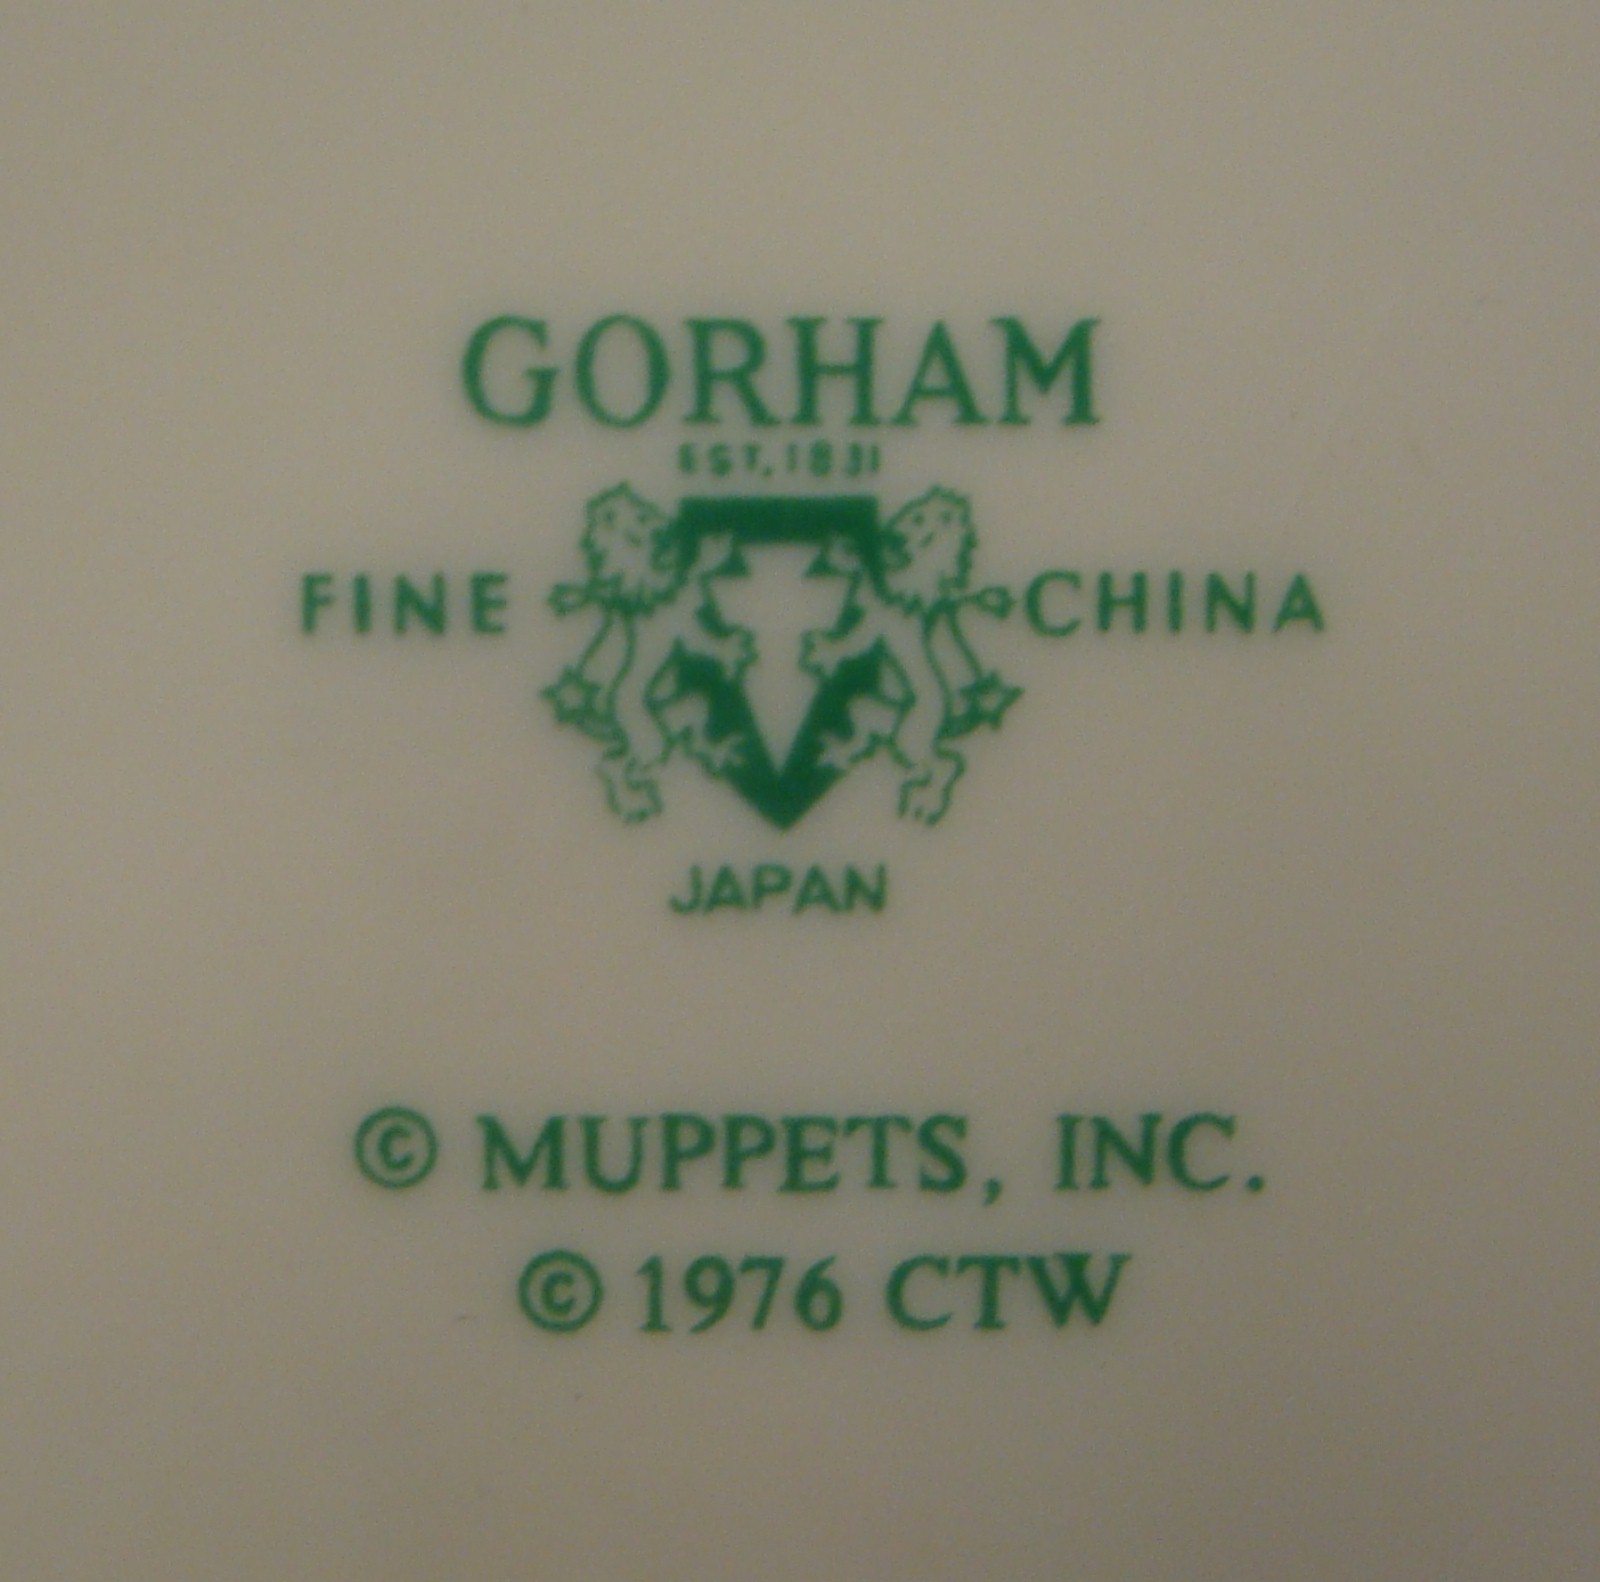 GORHAM
EST. 1831
FINE CHINA
JAPAN
© MUPPETS, INC.
© 1976 CTW